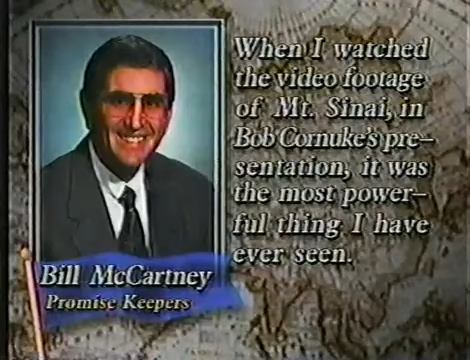 When I watched
the video footage
of Mt. Sinai, in
Bob Cornuke's pre-
sentation, it was
the most power-
ful thing I have
ever seen.
Bill McCartney
Promise Keepers